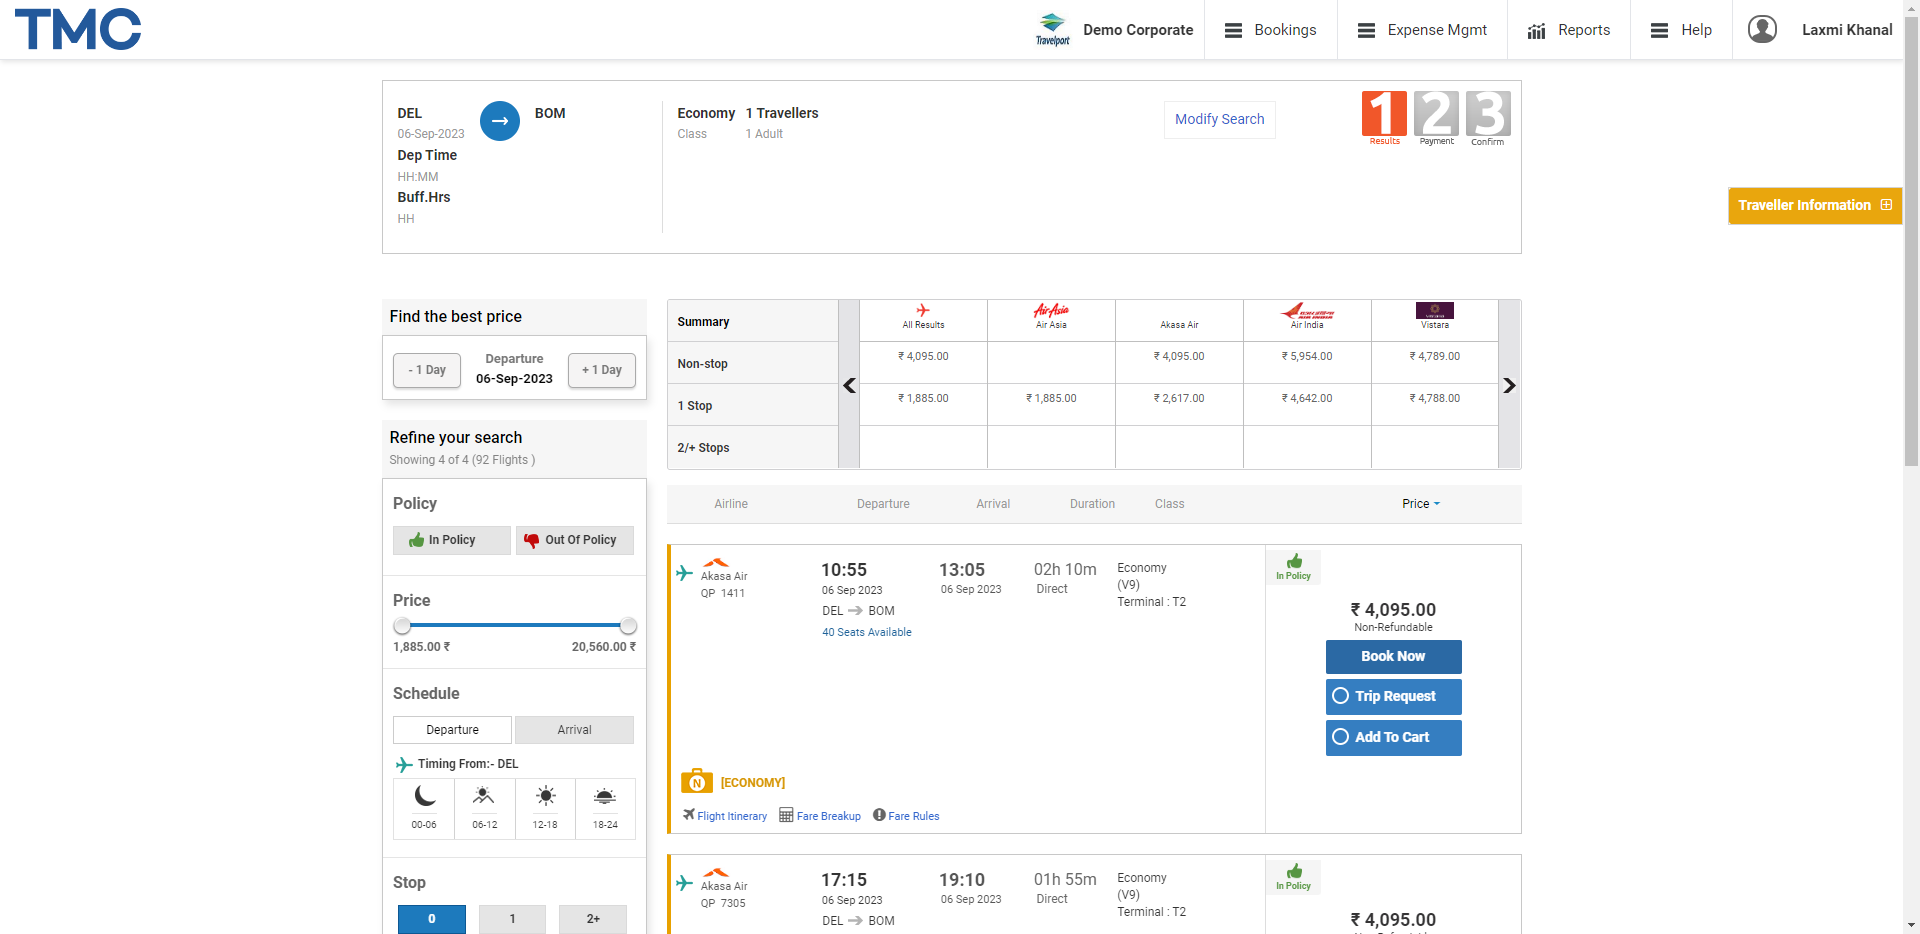 TMC
Travelport
Demo Corporate
Bookings
Expense Mgmt
Reports
Help
Laxmi Khanal
DEL
BOM
06-Sep-2023
Dep Time
HH:MM
Buff.Hrs
HH
Economy 1 Travellers
Class 1 Adult
Modify Search
1 2 3
Results Payment Confirm
Traveller Information
Find the best price
- 1 Day
Departure
06-Sep-2023
+ 1 Day
Refine your search
Showing 4 of 4 (92 Flights )
Policy
In Policy
Out Of Policy
Price
1,885.00 ₹ 20,560.00 ₹
Schedule
Departure Arrival
Timing From:- DEL
00-06 06-12 12-18 18-24
Stop
0 1 2+
AirAsia
AIR INDIA
Summary All Results Air Asia Akasa Air Air India Vistara
Non-stop ₹ 4,095.00 ₹ 4,095.00 ₹ 5,954.00 ₹ 4,789.00
1 Stop ₹ 1,885.00 ₹ 1,885.00 ₹ 2,617.00 ₹ 4,642.00 ₹ 4,788.00
2/+ Stops
Airline Departure Arrival Duration Class Price
Akasa Air
QP 1411
10:55
06 Sep 2023
DEL BOM
40 Seats Available
13:05
06 Sep 2023
02h 10m
Direct
Economy
(V9)
Terminal : T2
In Policy
₹ 4,095.00
Non-Refundable
Book Now
Trip Request
Add To Cart
N
[ECONOMY]
Flight Itinerary Fare Breakup Fare Rules
Akasa Air
QP 7305
17:15
06 Sep 2023
DEL BOM
19:10
06 Sep 2023
01h 55m
Direct
Economy
(V9)
Terminal : T2
In Policy
₹ 4,095.00